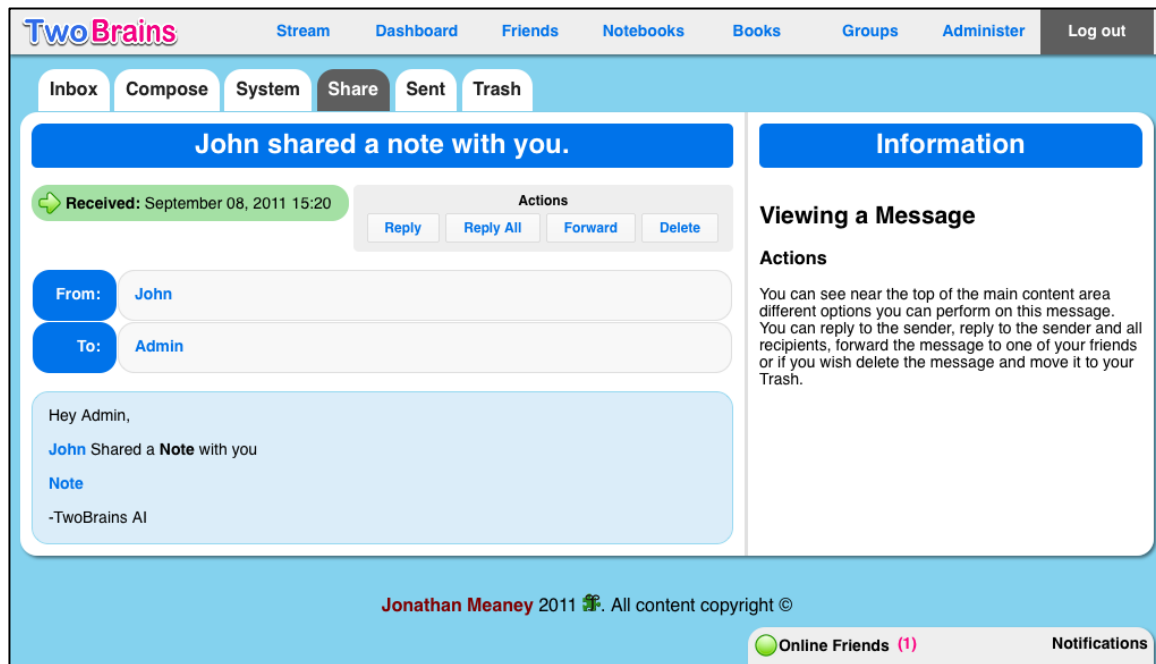 TwoBrains Stream Dashboard Friends Notebooks Books Groups Administer Log out
Inbox Compose System Share Sent Trash
John shared a note with you.
Received: September 08, 2011 15:20
Actions
Reply Reply All Forward Delete
From: John
To: Admin
Hey Admin,
John Shared a Note with you
Note
-TwoBrains AI
Information
Viewing a Message
Actions
You can see near the top of the main content area
different options you can perform on this message.
You can reply to the sender, reply to the sender and all
recipients, forward the message to one of your friends
or if you wish delete the message and move it to your
Trash.
Jonathan Meaney 2011 . All content copyright ©
Online Friends (1) Notifications